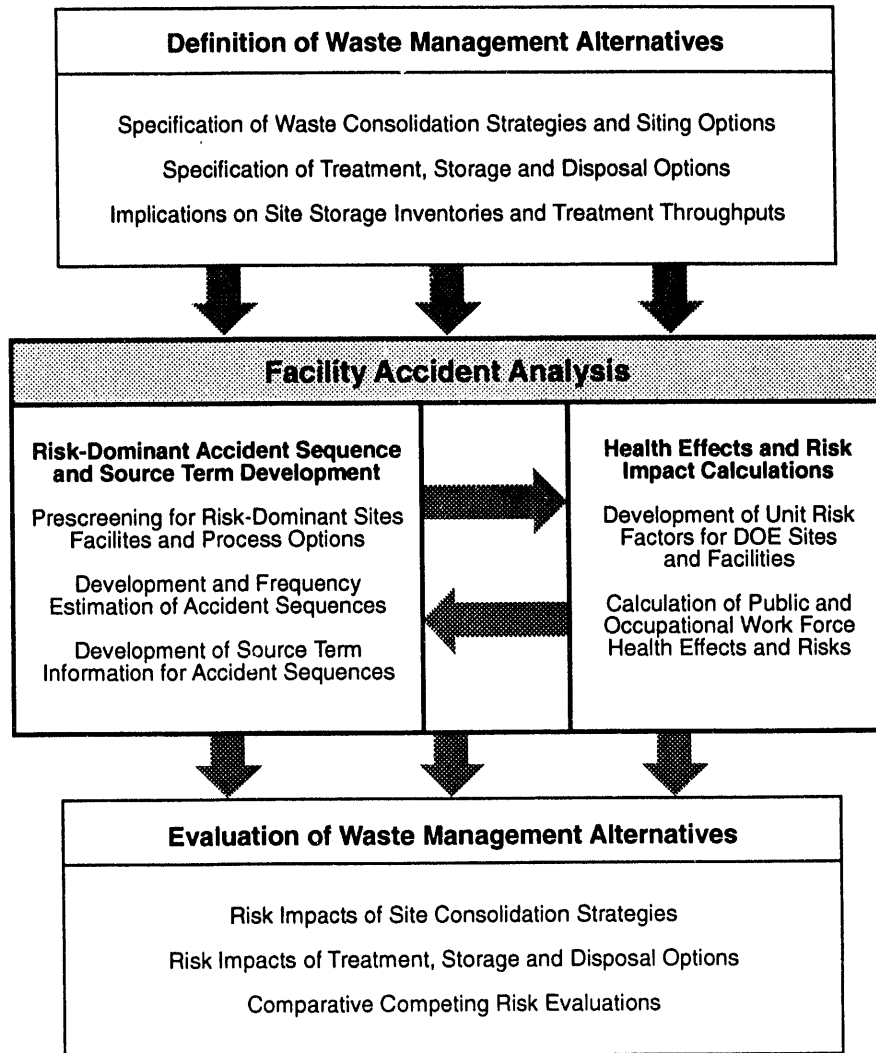 Definition of Waste Management Alternatives
Specification of Waste Consolidation Strategies and Siting Options
Specification of Treatment, Storage and Disposal Options
Implications on Site Storage Inventories and Treatment Throughputs
Facility Accident Analysis
Risk-Dominant Accident Sequence
and Source Term Development
Prescreening for Risk-Dominant Sites
Facilites and Process Options
Development and Frequency
Estimation of Accident Sequences
Development of Source Term
Information for Accident Sequences
Health Effects and Risk
Impact Calculations
Development of Unit Risk
Factors for DOE Sites
and Facilities
Calculation of Public and
Occupational Work Force
Health Effects and Risks
Evaluation of Waste Management Alternatives
Risk Impacts of Site Consolidation Strategies
Risk Impacts of Treatment, Storage and Disposal Options
Comparative Competing Risk Evaluations